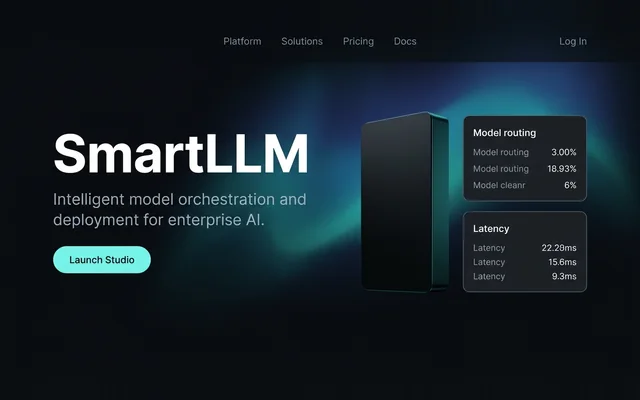 Platform Solutions Pricing Docs Log In
SmartLLM
Intelligent model orchestration and
deployment for enterprise AI.
Launch Studio
Model routing
Model routing 3.00%
Model routing 18.93%
Model cleanr 6%
Latency
Latency 22.29ms
Latency 15.6ms
Latency 9.3ms